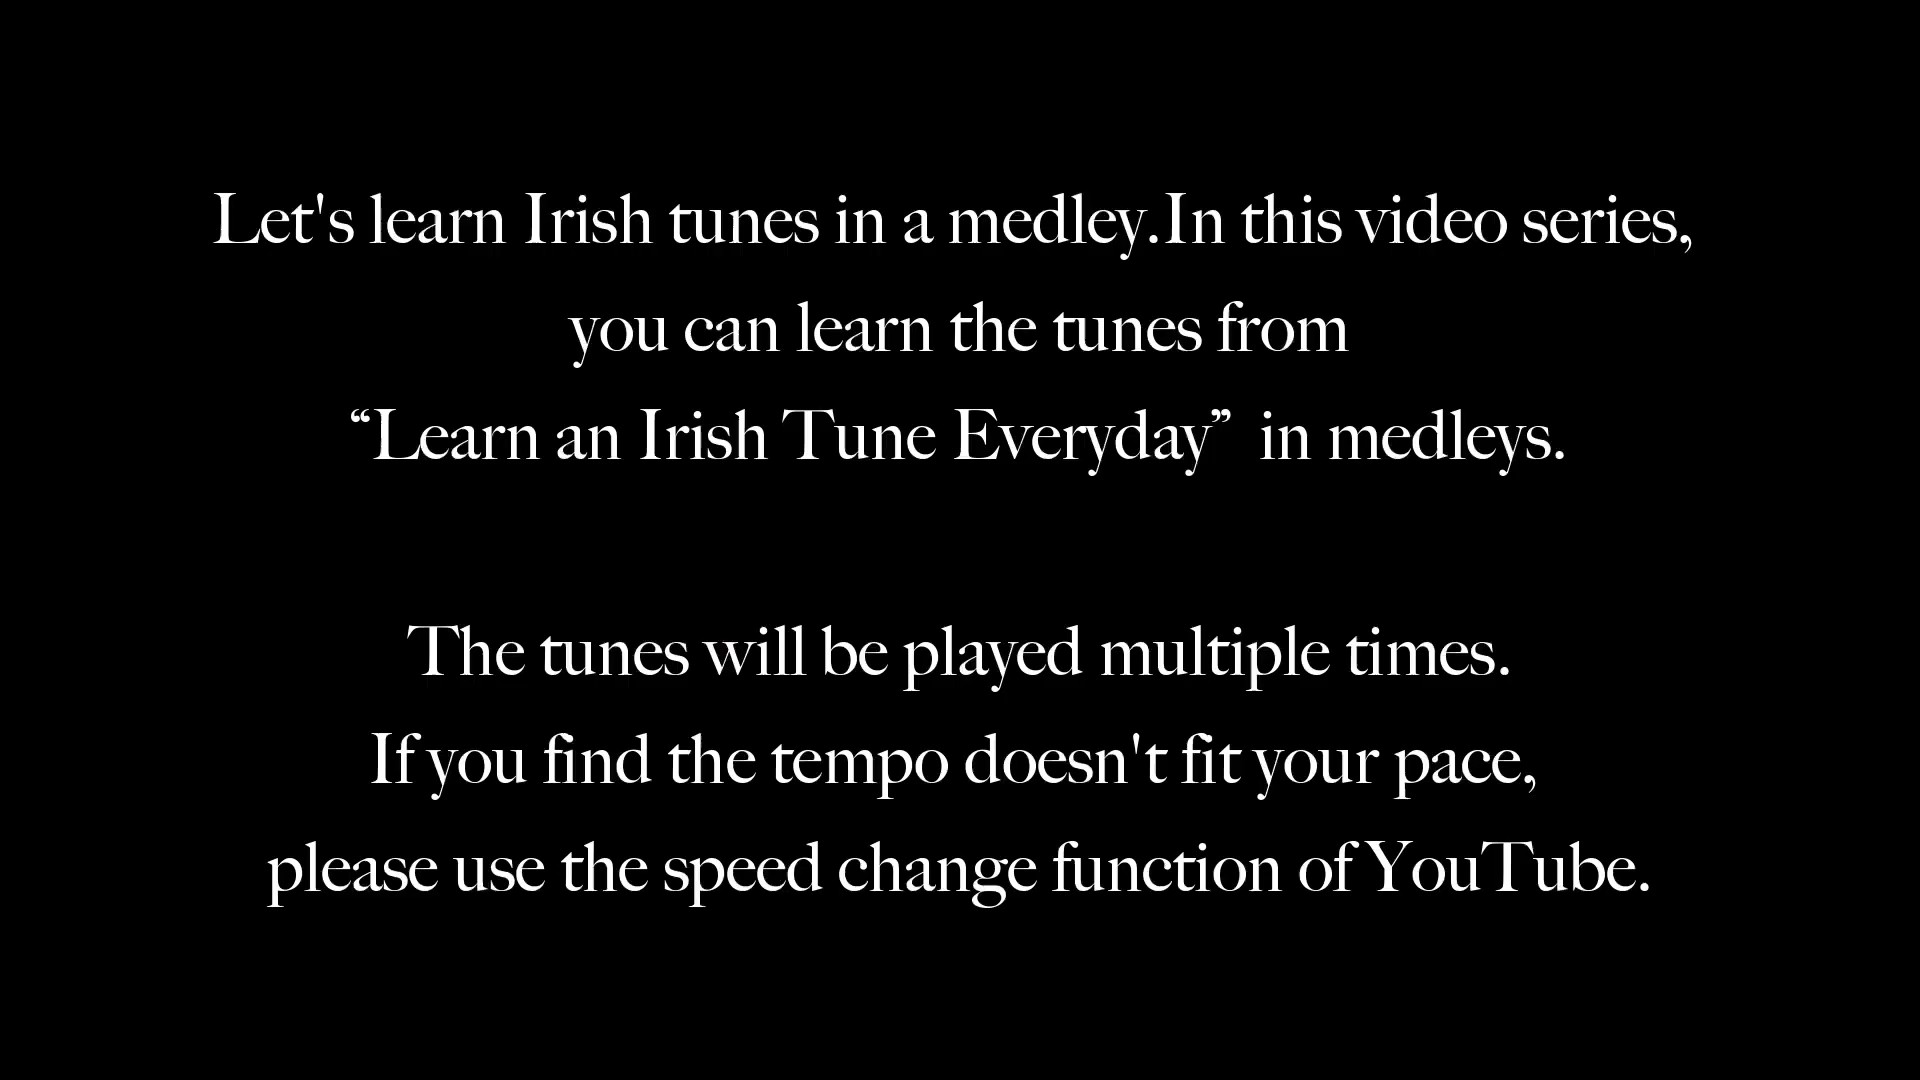 Let's learn Irish tunes in a medley.In this video series,
you can learn the tunes from
“Learn an Irish Tune Everyday” in medleys.
The tunes will be played multiple times.
If you find the tempo doesn't fit your pace,
please use the speed change function of YouTube.